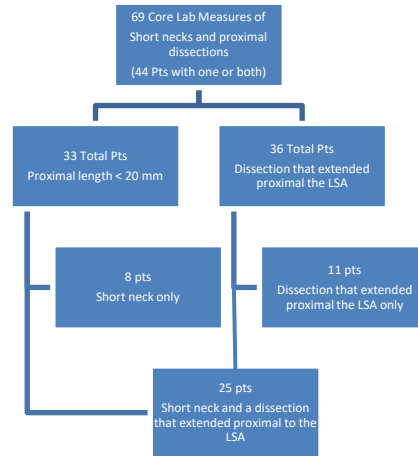 69 Core Lab Measures of
Short necks and proximal
dissections
(44 Pts with one or both)
33 Total Pts
Proximal length < 20 mm
36 Total Pts
Dissection that extended
proximal the LSA
8 pts
Short neck only
11 pts
Dissection that extended
proximal the LSA only
25 pts
Short neck and a dissection
that extended proximal to the
LSA